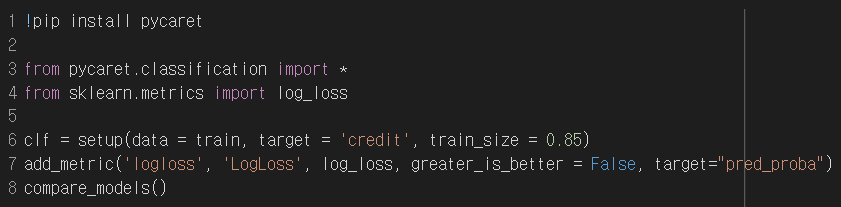 1 !pip install pycaret
2
3 from pycaret.classification import *
4 from sklearn.metrics import log_loss
5
6 clf = setup(data = train, target = 'credit', train_size = 0.85)
7 add_metric('logloss', 'LogLoss', log_loss, greater_is_better = False, target="pred_proba")
8 compare_models()